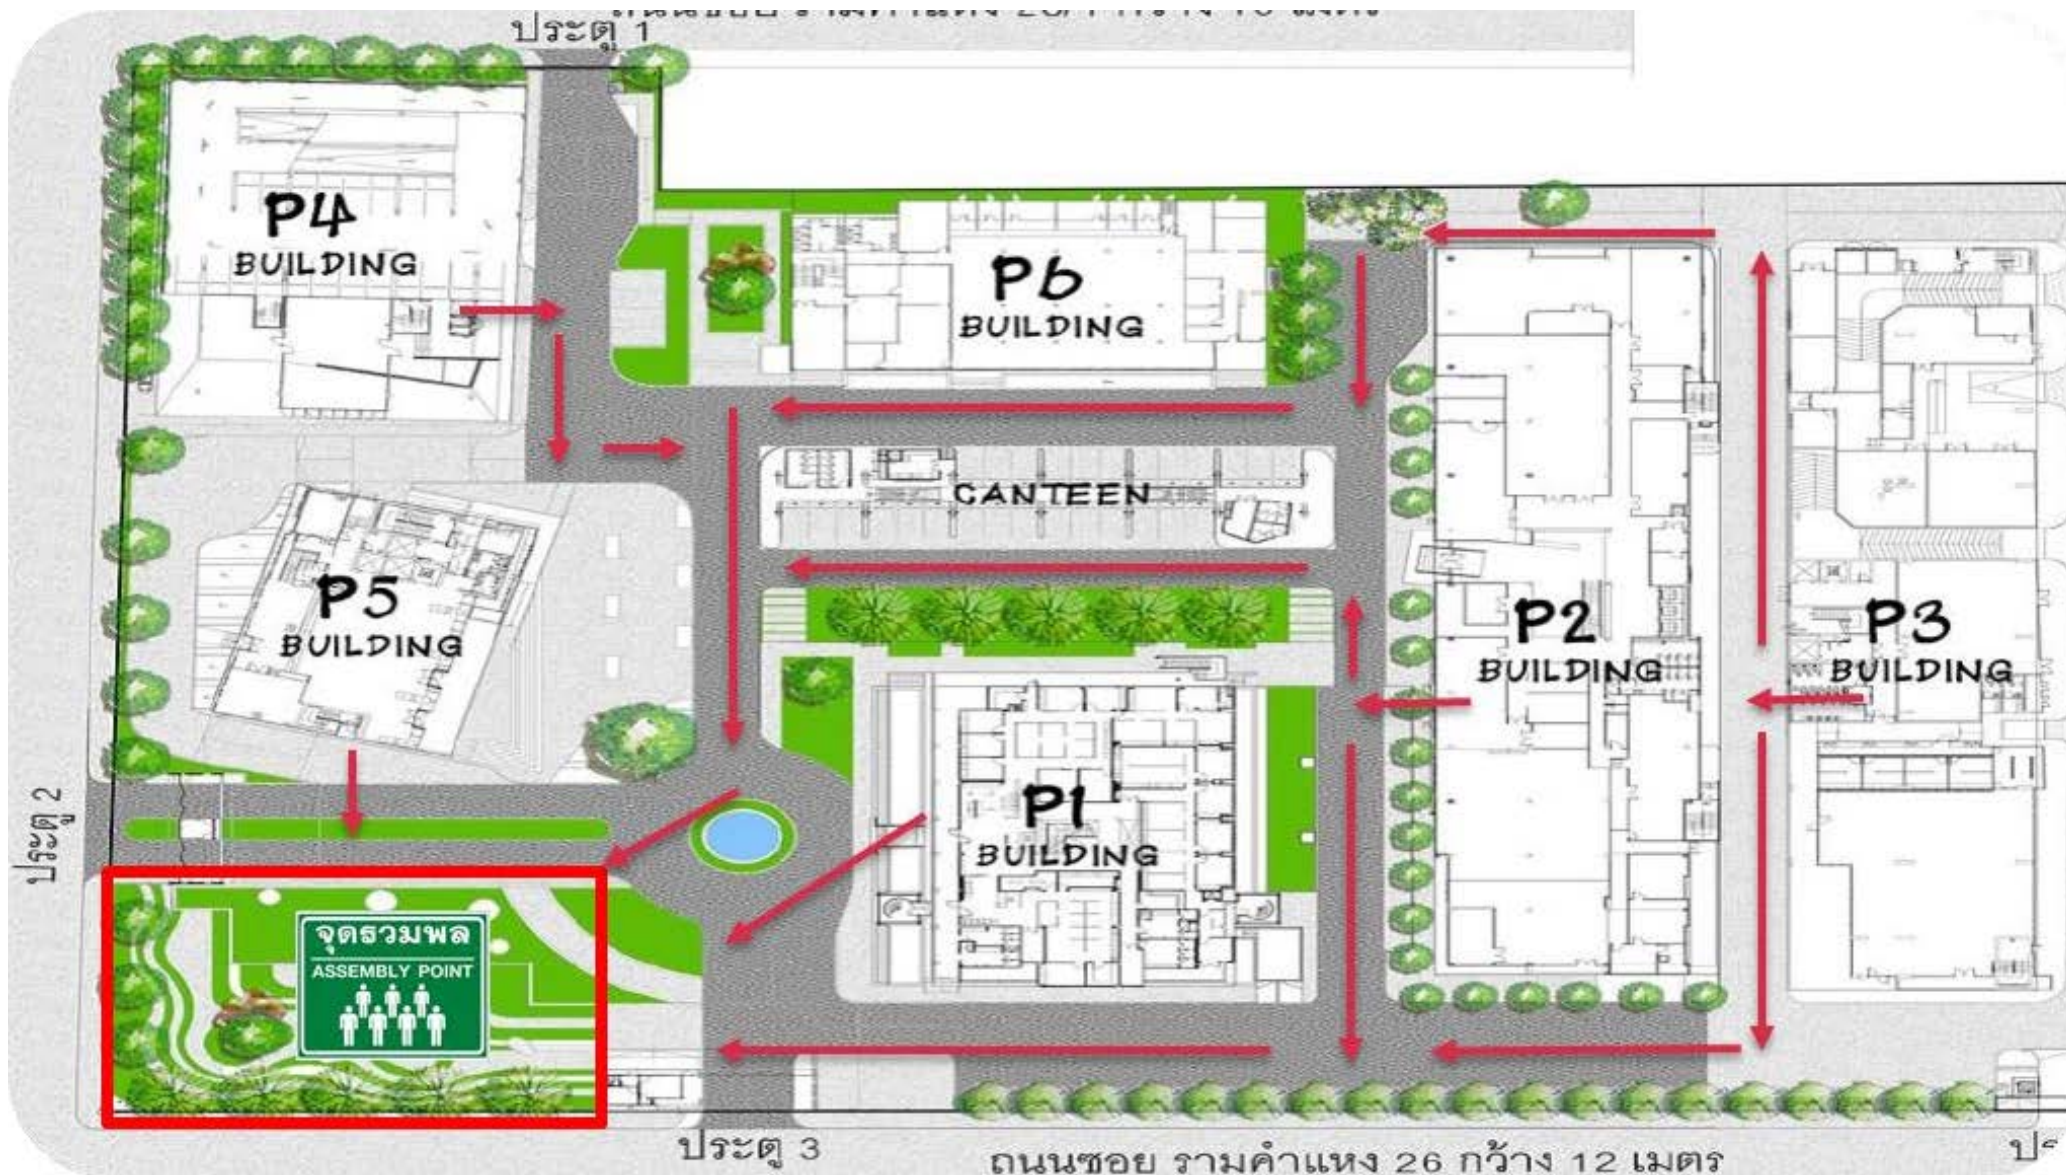 ประตู 1
P4
BUILDING
P6
BUILDING
CANTEEN
P5
BUILDING
P2
BUILDING
P3
BUILDING
P1
BUILDING
ประตู 2
จุดรวมพล
ASSEMBLY POINT
ประตู 3
ถนนซอย รามคำแหง 26 กว้าง 12 เมตร